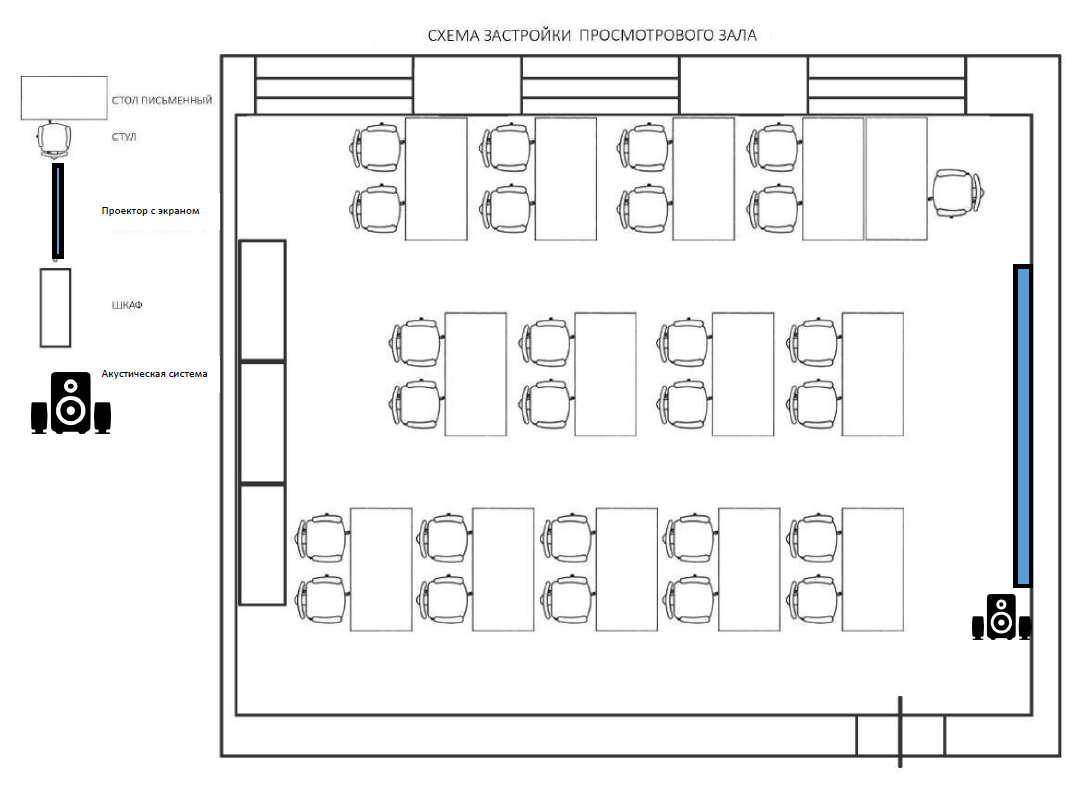 СХЕМА ЗАСТРОЙКИ ПРОСМОТРОВОГО ЗАЛА
СТОЛ ПИСЬМЕННЫЙ
СТУЛ
Проектор с экраном
ШКАФ
Акустическая система